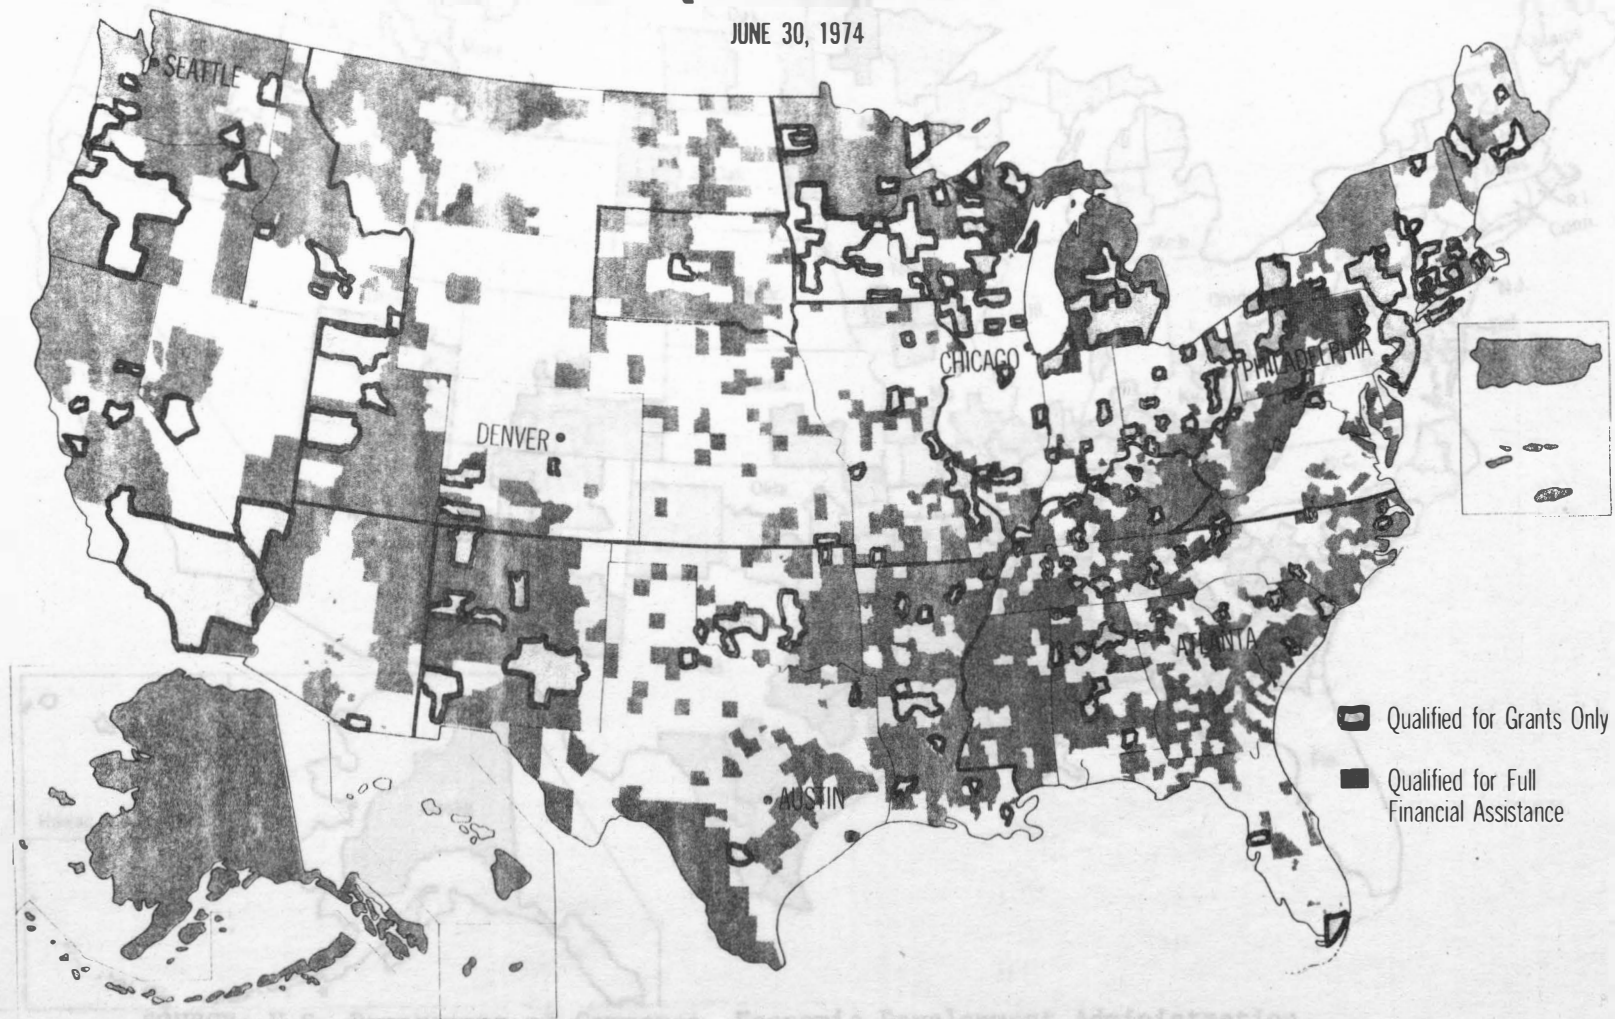 JUNE 30, 1974
SEATTLE
CHICAGO
PHILADELPHIA
DENVER
ATLANTA
AUSTIN
Qualified for Grants Only
Qualified for Full
Financial Assistance